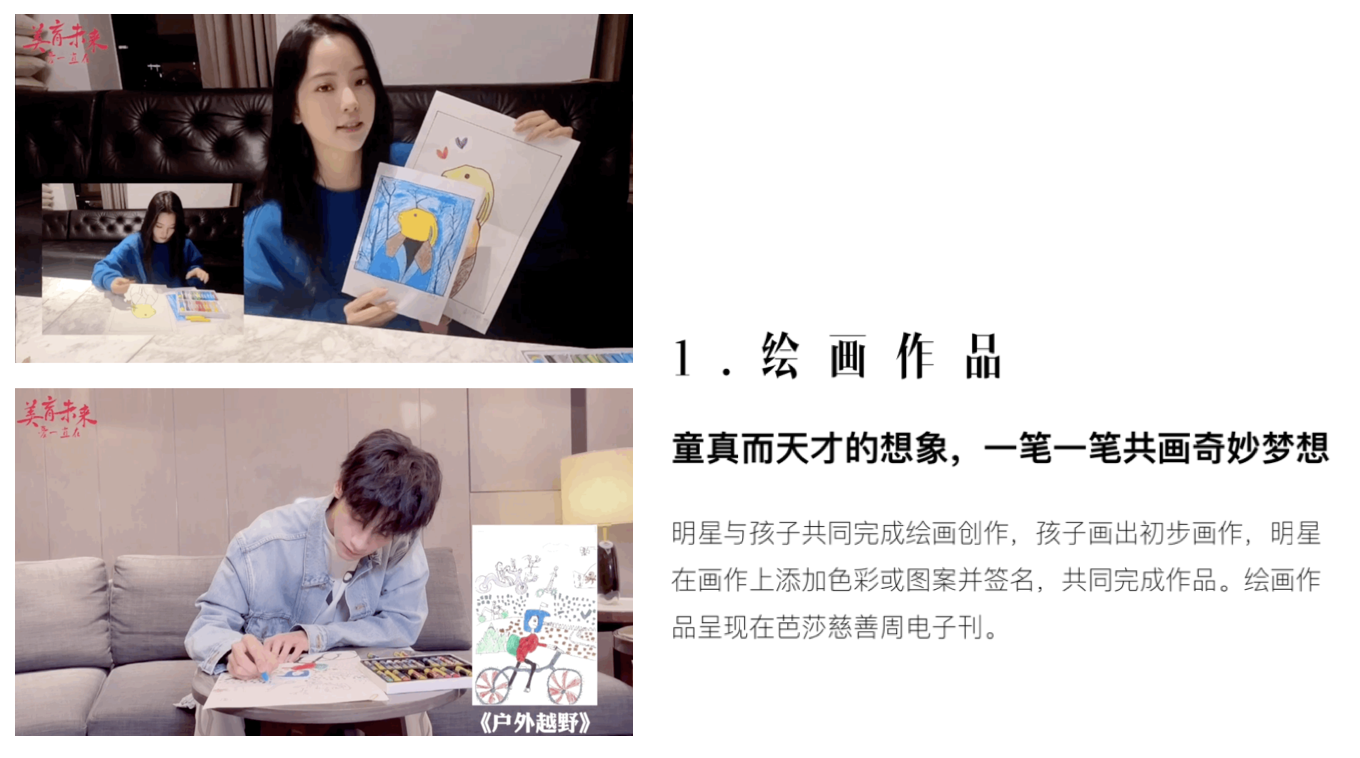 美育未来
美育未来
《户外越野》
1.绘画作品
童真而天才的想象，一笔一笔共画奇妙梦想
明星与孩子共同完成绘画创作，孩子画出初步画作，明星
在画作上添加色彩或图案并签名，共同完成作品。绘画作
品呈现在芭莎慈善周电子刊。